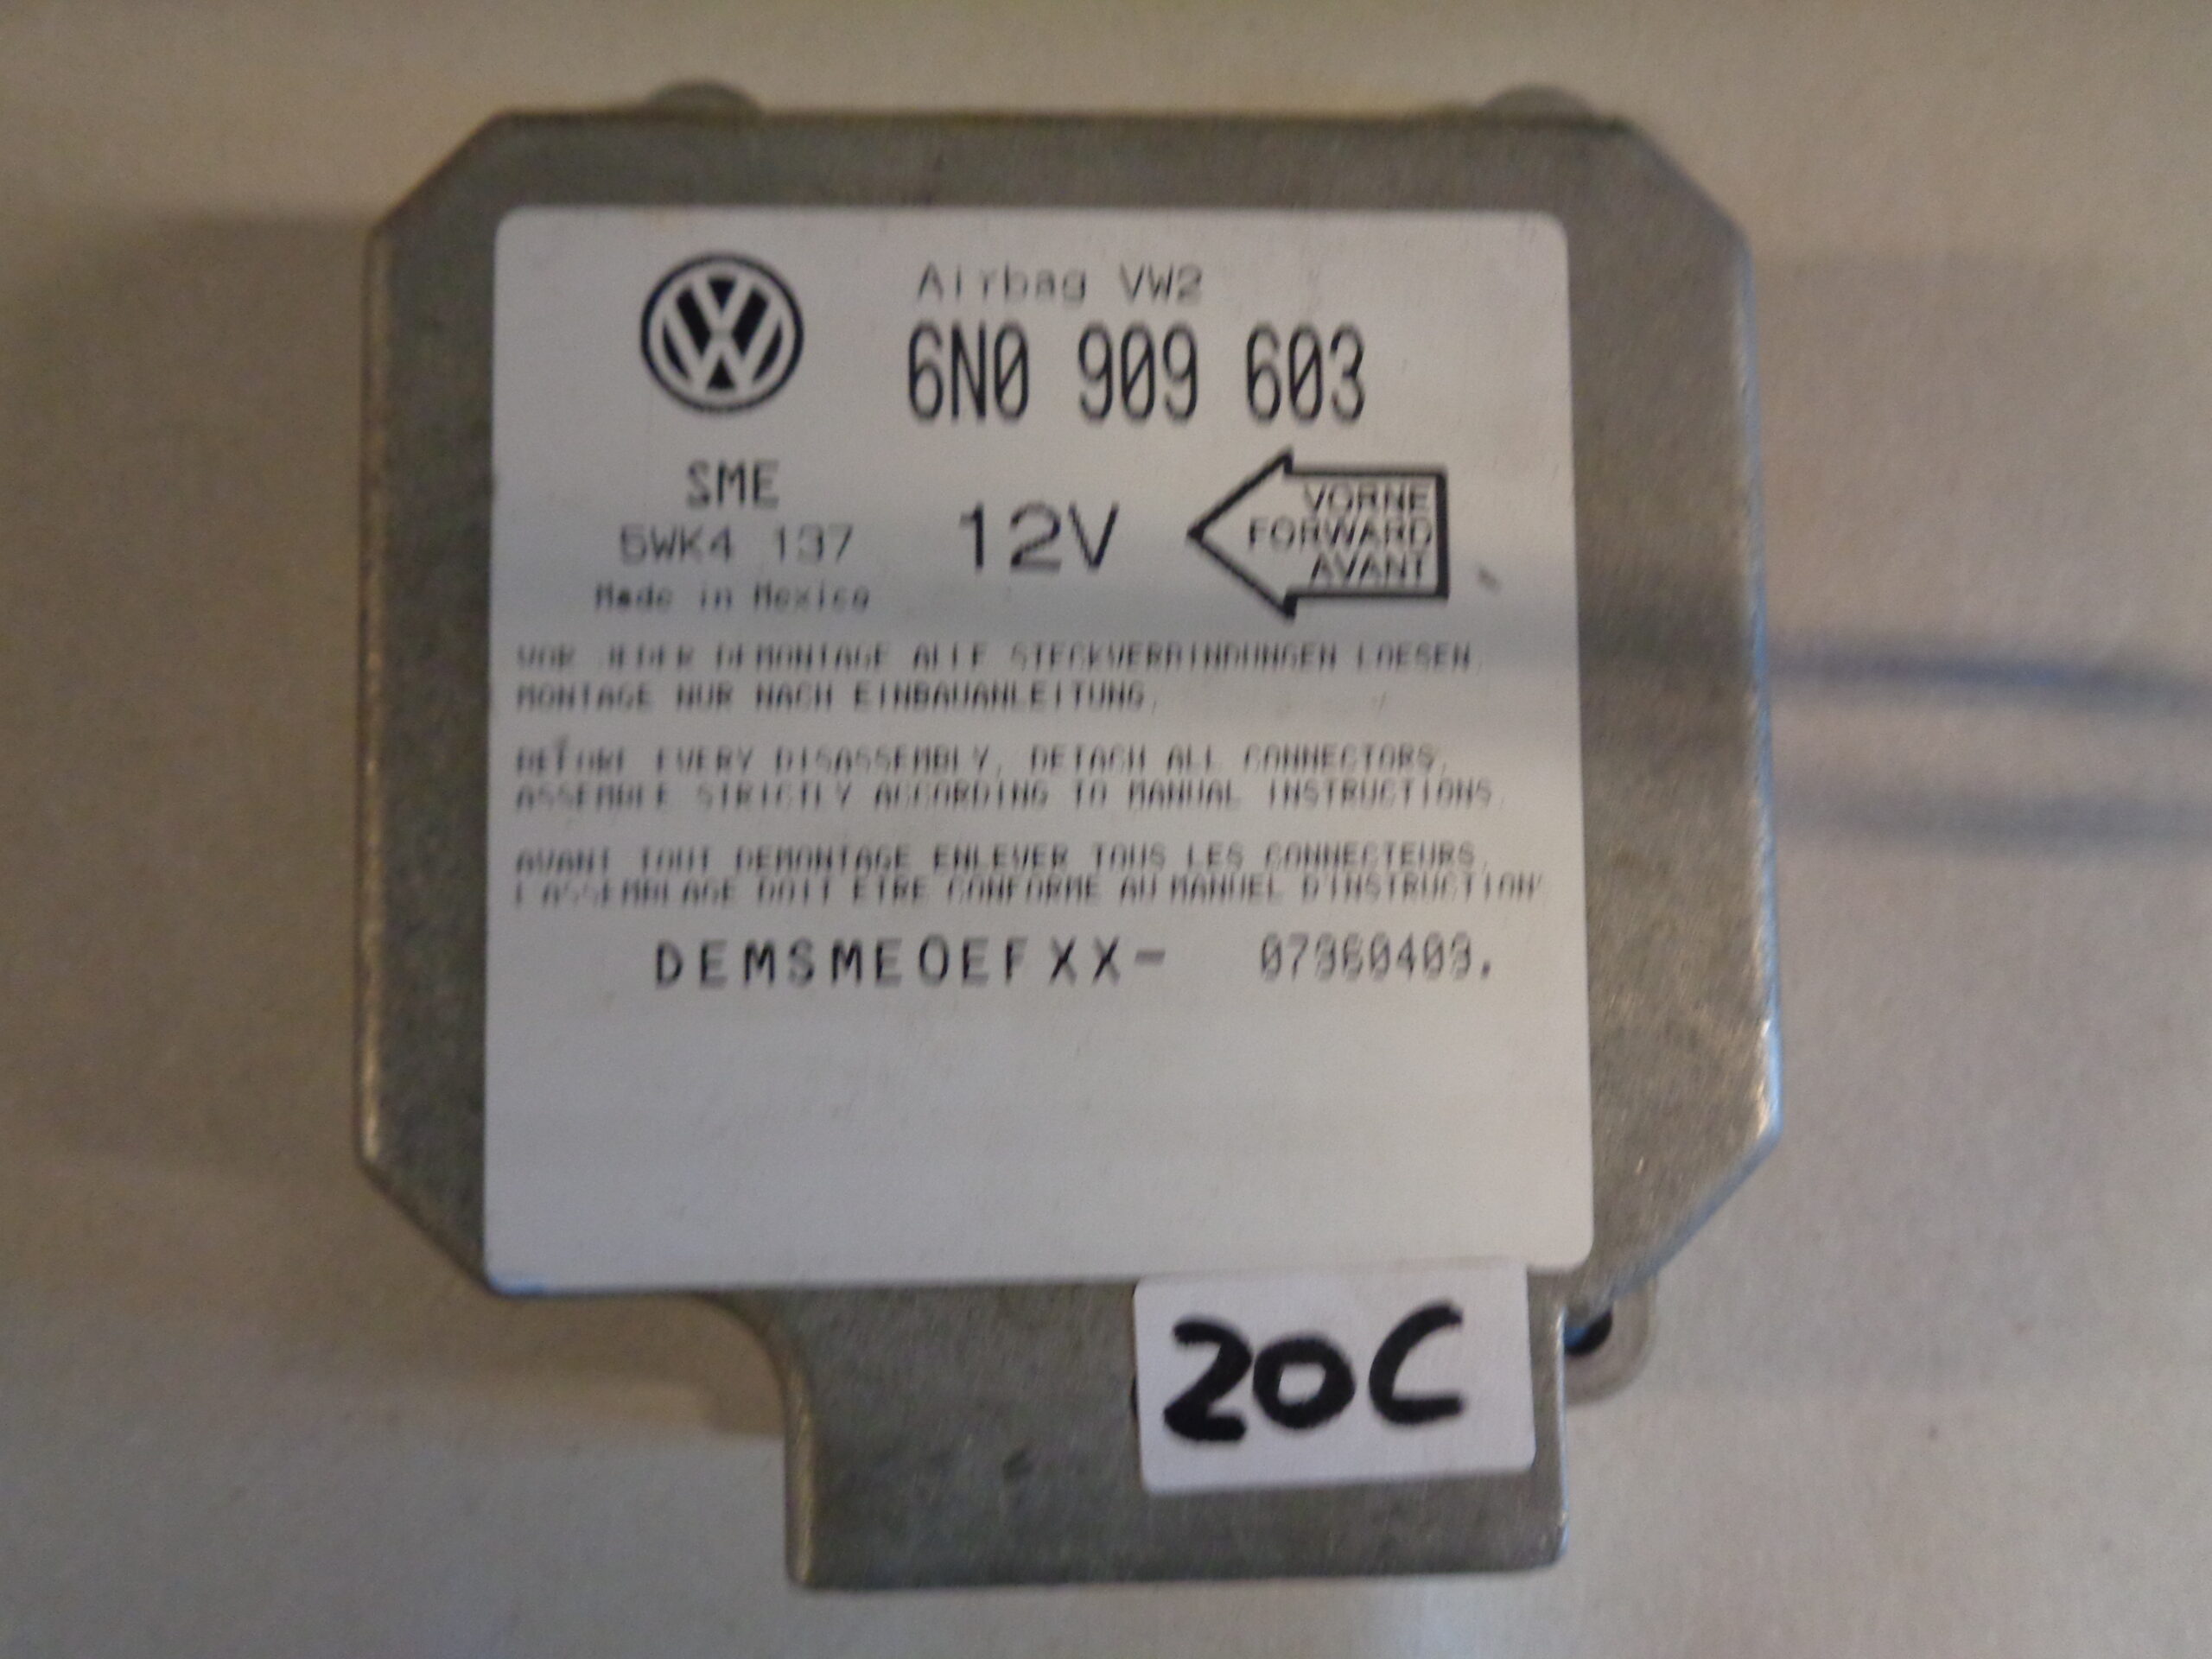 Airbag VW2
6N0 909 603
SME
5WK4 137
Made in Mexico
12V
VORNE
FORWARD
AVANT
VOR JEDER DEMONTAGE ALLE STECKVERBINDUNGEN LOESEN.
MONTAGE NUR NACH EINBAUANLEITUNG.
BEFORE EVERY DISASSEMBLY, DETACH ALL CONNECTORS,
ASSEMBLE STRICTLY ACCORDING TO MANUAL INSTRUCTIONS.
AVANT TOUT DEMONTAGE ENLEVER TOUS LES CONNECTEURS.
L'ASSEMBLAGE DOIT ETRE CONFORME AU MANUEL D'INSTRUCTION
DEMSMEOEFXX-
20C